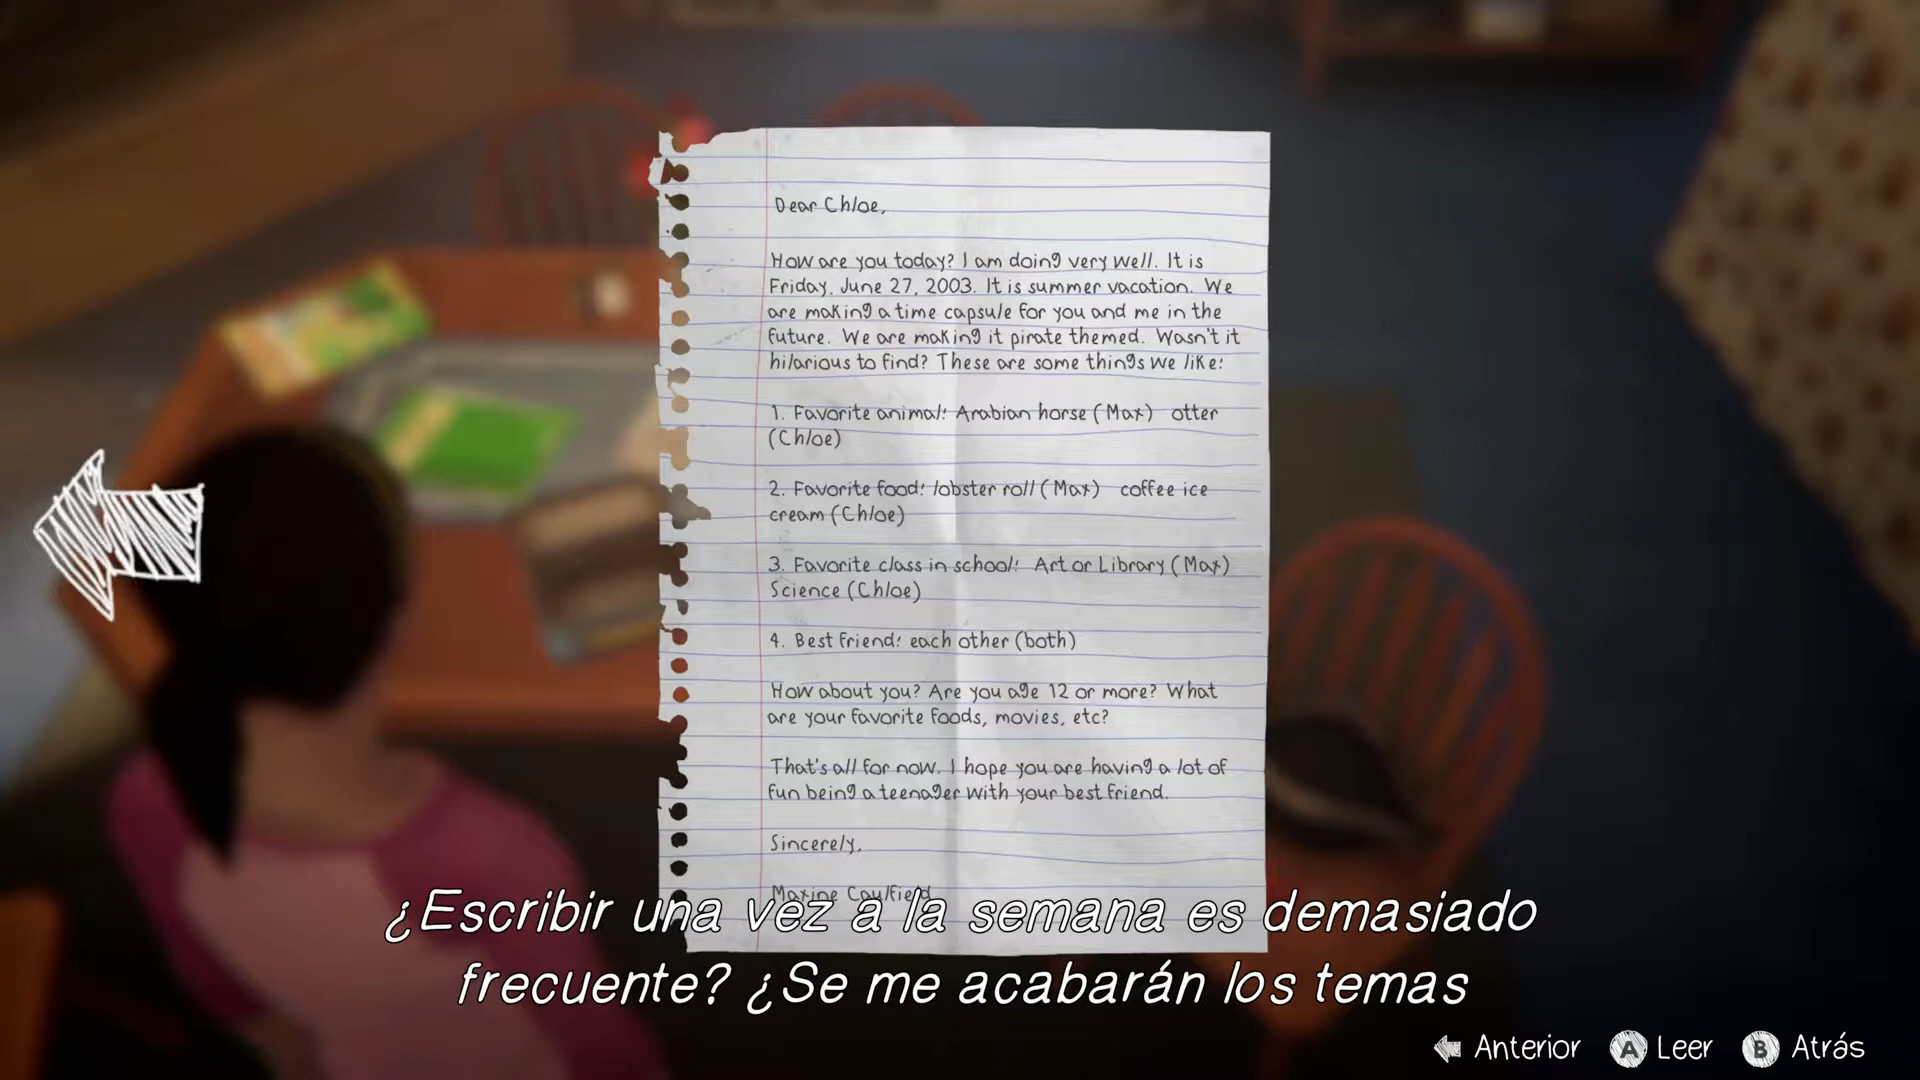 Dear Chloe,
How are you today? I am doing very well. It is
Friday, June 27, 2003. It is summer vacation. We
are making a time capsule for you and me in the
future. We are making it pirate themed. Wasn't it
hilarious to find? These are some things we like:
1. Favorite animal: Arabian horse (Max) otter
(Chloe)
2. Favorite food: lobster roll (Max) coffee ice
cream (Chloe)
3. Favorite class in school: Art or Library (Max)
Science (Chloe)
4. Best friend: each other (both)
How about you? Are you age 12 or more? What
are your favorite foods, movies, etc?
That's all for now. I hope you are having a lot of
fun being a teenager with your best friend.
Sincerely,
Maxine Caulfield
¿Escribir una vez a la semana es demasiado
frecuente? ¿Se me acabarán los temas
Anterior A Leer B Atrás